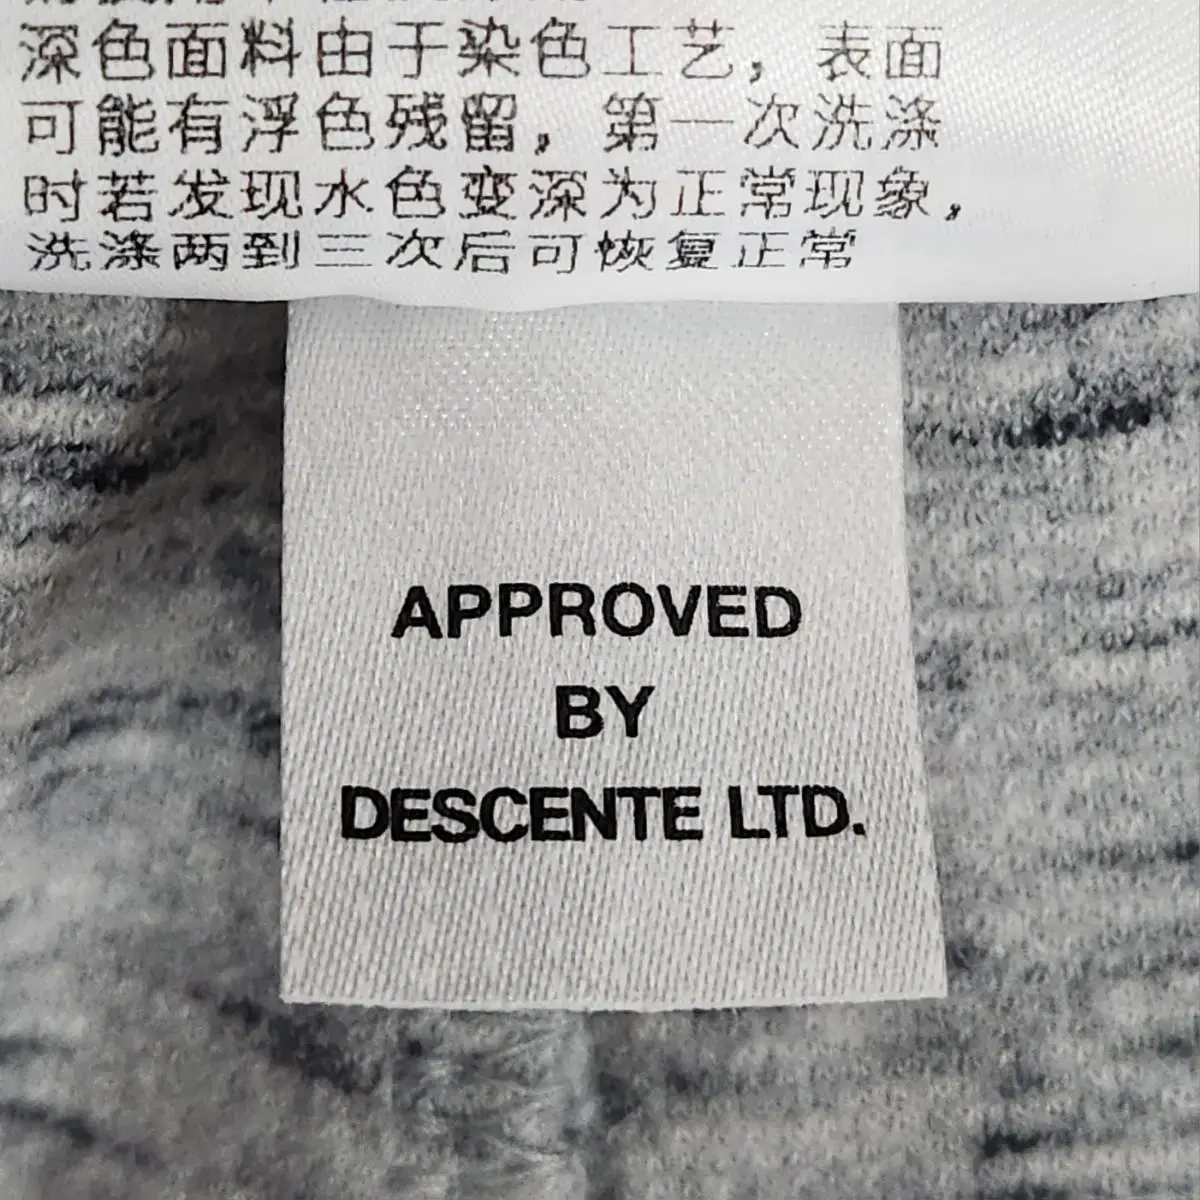 深色面料由于染色工艺，表面
可能有浮色残留，第一次洗涤
时若发现水色变深为正常现象，
洗涤两到三次后可恢复正常
APPROVED
BY
DESCENTE LTD.